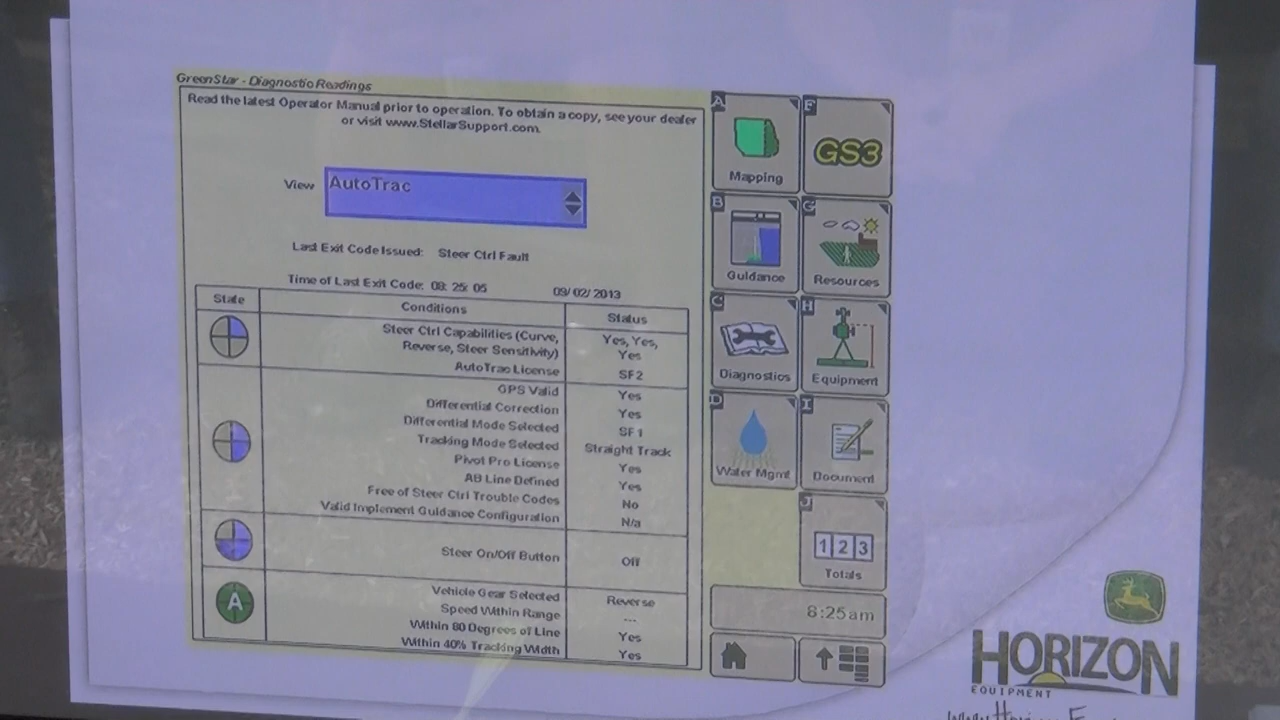 GreenStar - Diagnostic Readings
Read the latest Operator Manual prior to operation. To obtain a copy, see your dealer
or visit www.StellarSupport.com.
View AutoTrac
Last Exit Code Issued: Steer Ctrl Fault
Time of Last Exit Code: 08: 25: 05 09/ 02/ 2013
State Conditions Status
Steer Ctrl Capabilities (Curve, Yes, Yes,
Reverse, Steer Sensitivity) Yes
AutoTrac License SF2
GPS Valid Yes
Differential Correction Yes
Differential Mode Selected SF1
Tracking Mode Selected Straight Track
Pivot Pro License Yes
AB Line Defined Yes
Free of Steer Ctrl Trouble Codes No
Valid Implement Guidance Configuration N/a
Steer On/Off Button Off
A
Vehicle Gear Selected Reverse
Speed Within Range ---
Within 80 Degrees of Line Yes
Within 40% Tracking Width Yes
A Mapping
F GS3
B Guidance
G Resources
C Diagnostics
H Equipment
D Water Mgmt
I Document
J 1 2 3
Totals
8:25am
HORIZON
EQUIPMENT